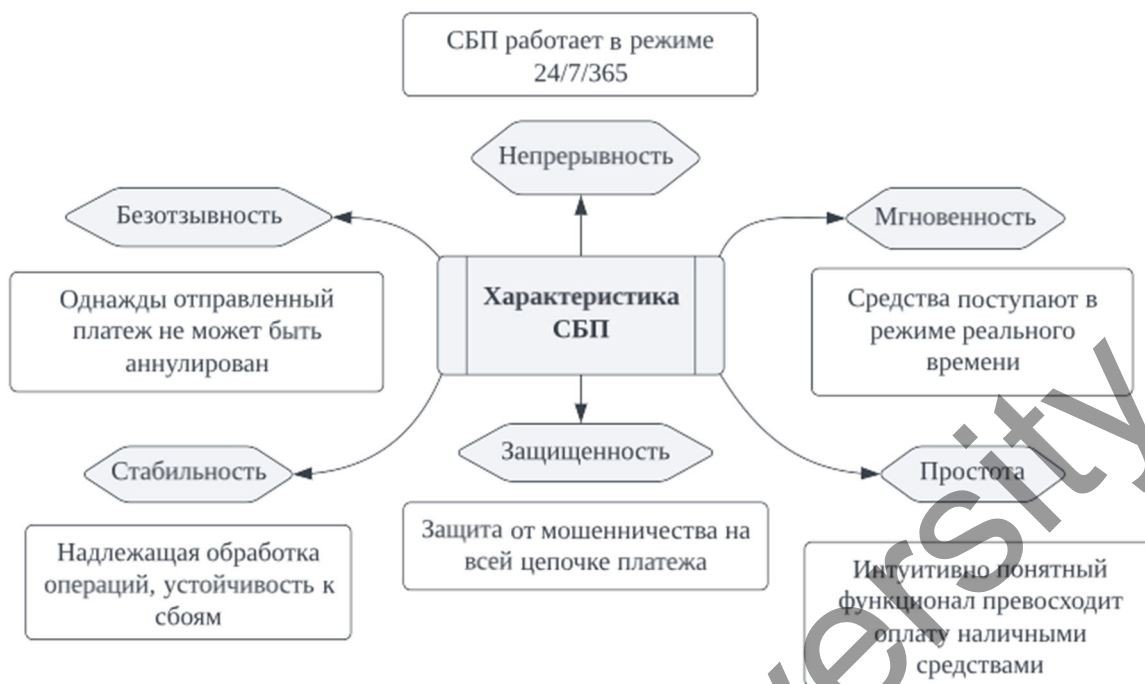 СБП работает в режиме
24/7/365
Непрерывность
Безотзывность
Мгновенность
Однажды отправленный
платеж не может быть
аннулирован
Характеристика
СБП
Средства поступают в
режиме реального
времени
Стабильность
Защищенность
Простота
Надлежащая обработка
операций, устойчивость к
сбоям
Защита от мошенничества на
всей цепочке платежа
Интуитивно понятный
функционал превосходит
оплату наличными
средствами